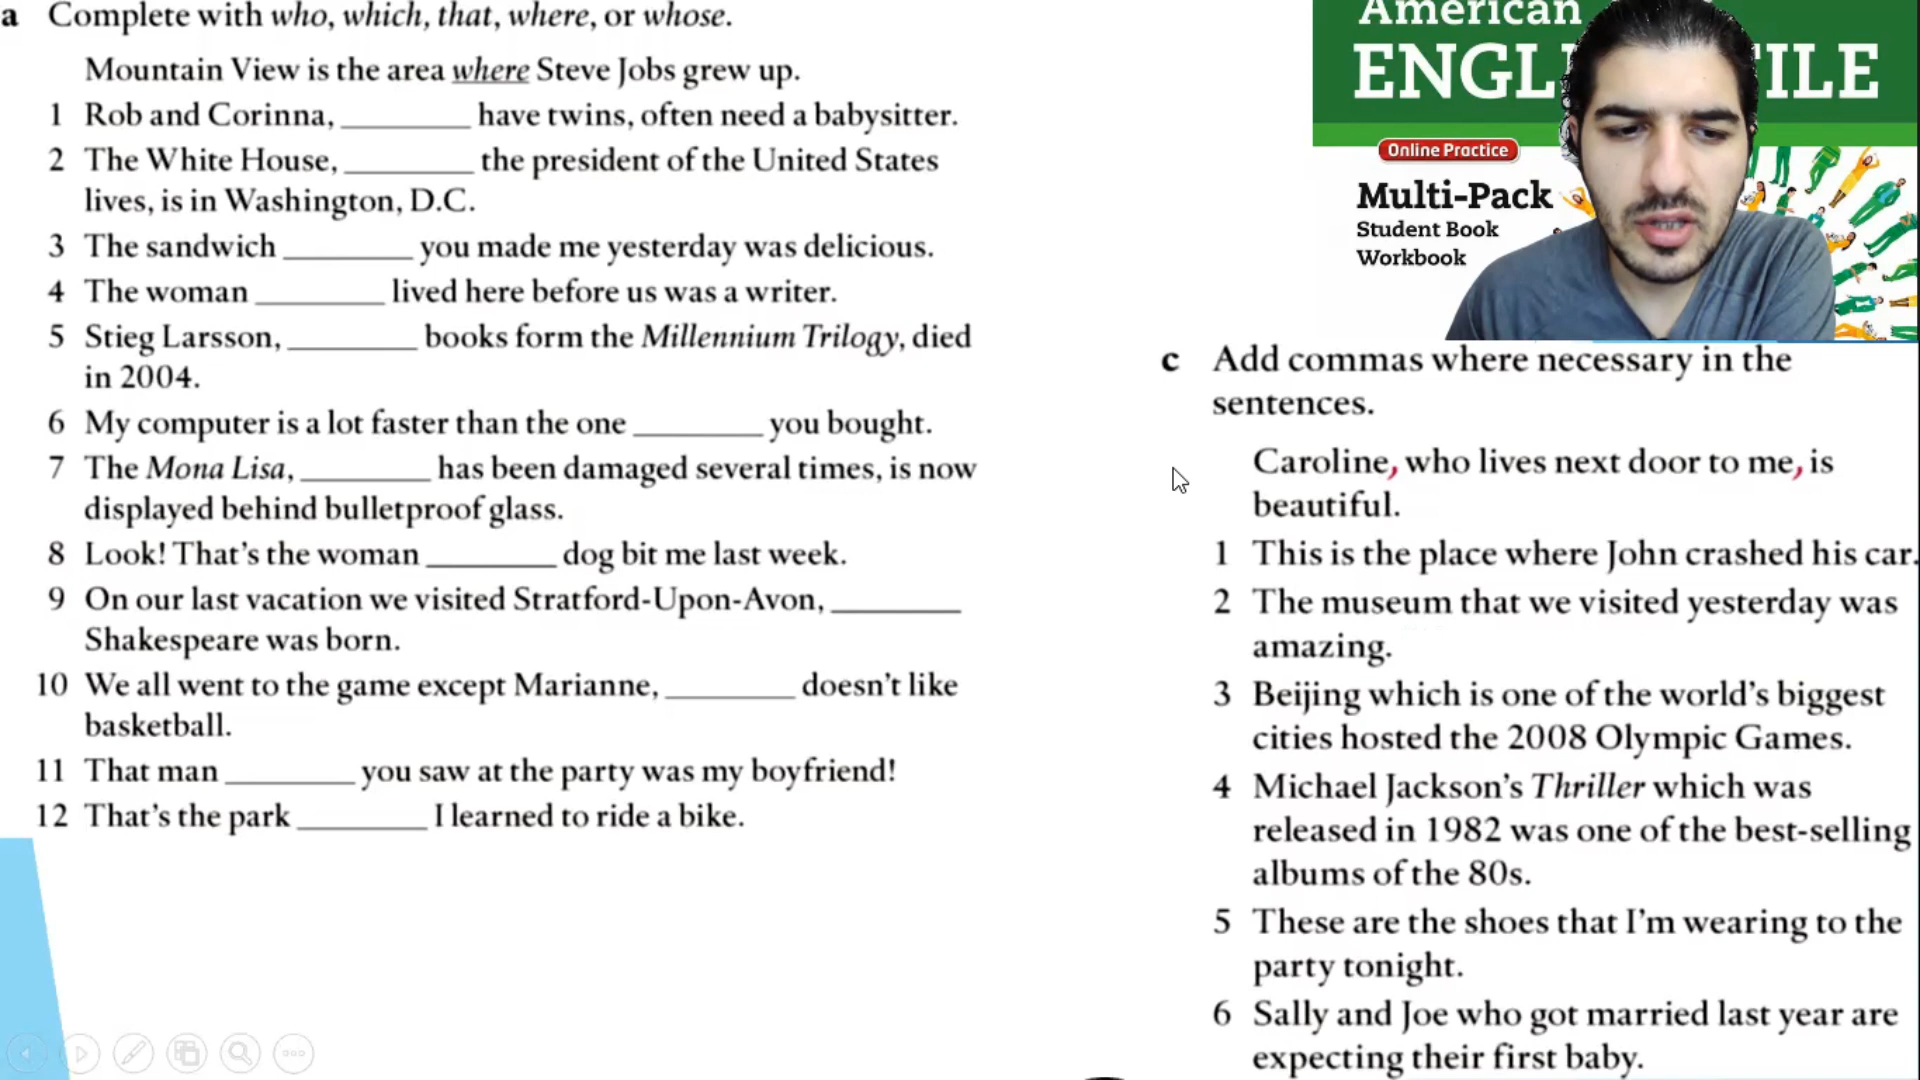 a Complete with who, which, that, where, or whose.
Mountain View is the area where Steve Jobs grew up.
1 Rob and Corinna, ________ have twins, often need a babysitter.
2 The White House, ________ the president of the United States
lives, is in Washington, D.C.
3 The sandwich ________ you made me yesterday was delicious.
4 The woman ________ lived here before us was a writer.
5 Stieg Larsson, ________ books form the Millennium Trilogy, died
in 2004.
6 My computer is a lot faster than the one ________ you bought.
7 The Mona Lisa, ________ has been damaged several times, is now
displayed behind bulletproof glass.
8 Look! That's the woman ________ dog bit me last week.
9 On our last vacation we visited Stratford-Upon-Avon, ________
Shakespeare was born.
10 We all went to the game except Marianne, ________ doesn't like
basketball.
11 That man ________ you saw at the party was my boyfriend!
12 That's the park ________ I learned to ride a bike.
American
ENGL ILE
Online Practice
Multi-Pack
Student Book
Workbook
c Add commas where necessary in the
sentences.
Caroline, who lives next door to me, is
beautiful.
1 This is the place where John crashed his car.
2 The museum that we visited yesterday was
amazing.
3 Beijing which is one of the world's biggest
cities hosted the 2008 Olympic Games.
4 Michael Jackson's Thriller which was
released in 1982 was one of the best-selling
albums of the 80s.
5 These are the shoes that I'm wearing to the
party tonight.
6 Sally and Joe who got married last year are
expecting their first baby.